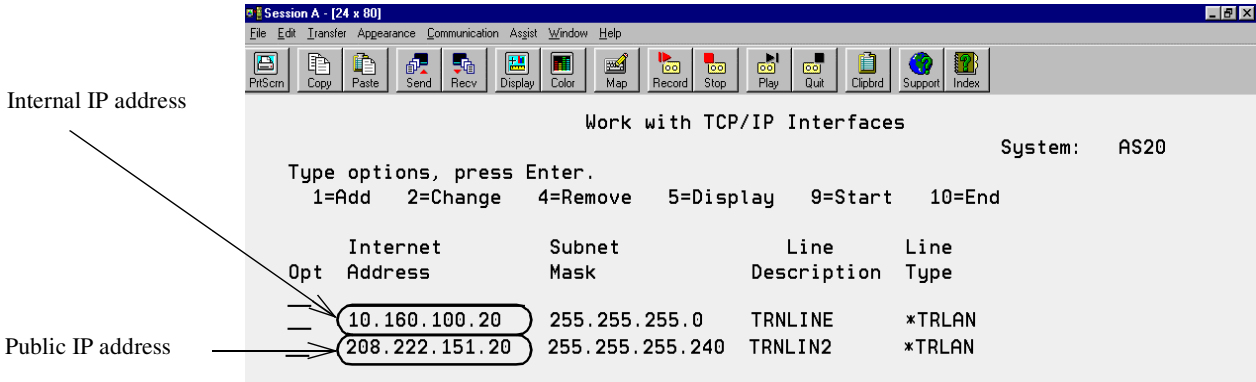 Session A - [24 x 80]
File Edit Transfer Appearance Communication Assist Window Help
PrtScrn Copy Paste Send Recv Display Color Map Record Stop Play Quit Clipbrd Support Index
Internal IP address
Work with TCP/IP Interfaces
System: AS20
Type options, press Enter.
1=Add 2=Change 4=Remove 5=Display 9=Start 10=End
Internet Subnet Line Line
Opt Address Mask Description Type
10.160.100.20 255.255.255.0 TRNLINE *TRLAN
Public IP address
208.222.151.20 255.255.255.240 TRNLIN2 *TRLAN